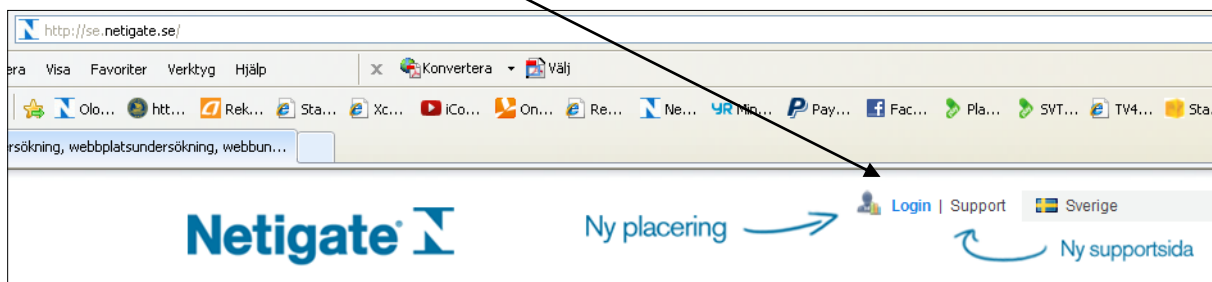 http://se.netigate.se/
era Visa Favoriter Verktyg Hjälp x Konvertera Välj
Olo... htt... Rek... Sta... Xc... iCo... On... Re... Ne... Min... Pay... Fac... Pla... SVT... TV4... Sta
rsökning, webbplatsundersökning, webbun...
Login | Support Sverige
Netigate Ny placering
Ny supportsida